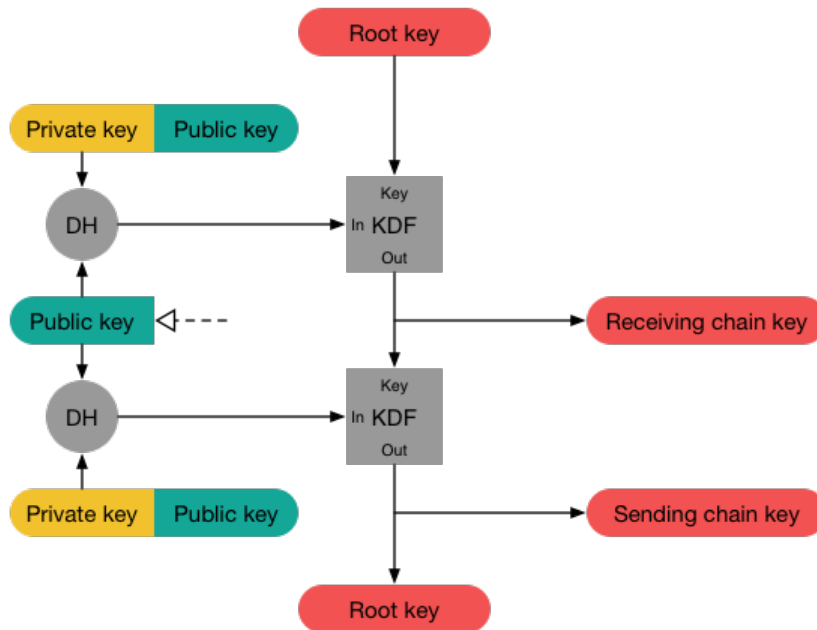 Root key
Private key Public key
Key
DH
In KDF
Out
Public key
Receiving chain key
Key
DH
In KDF
Out
Private key Public key
Sending chain key
Root key